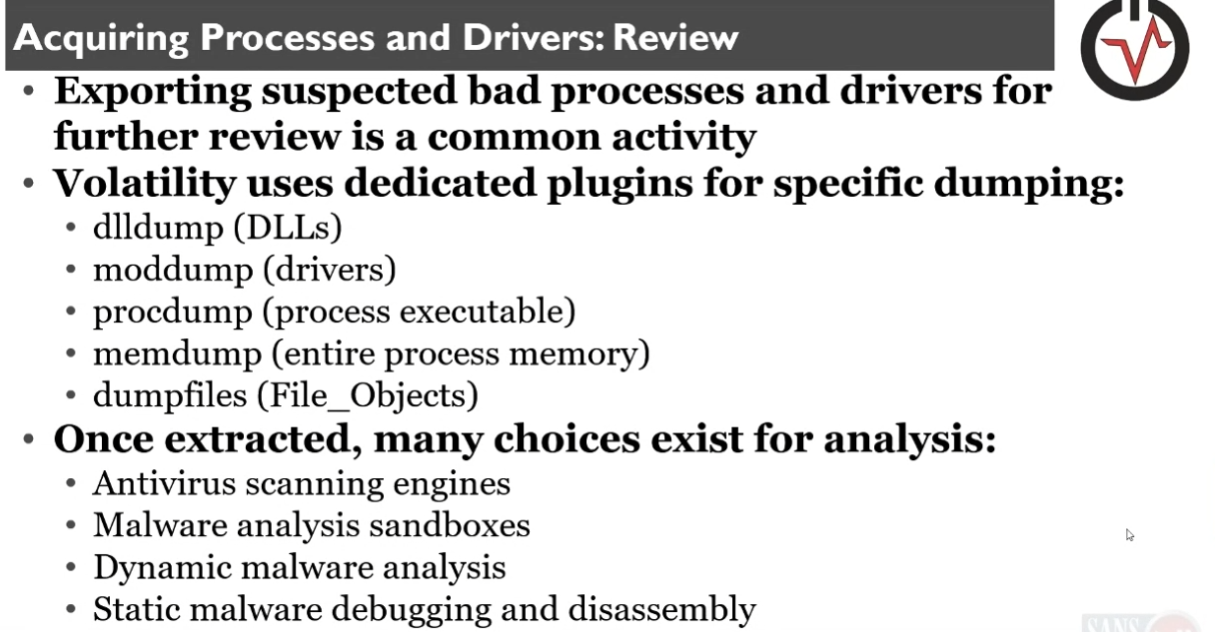 Acquiring Processes and Drivers: Review
• Exporting suspected bad processes and drivers for
further review is a common activity
• Volatility uses dedicated plugins for specific dumping:
• dlldump (DLLs)
• moddump (drivers)
• procdump (process executable)
• memdump (entire process memory)
• dumpfiles (File_Objects)
• Once extracted, many choices exist for analysis:
• Antivirus scanning engines
• Malware analysis sandboxes
• Dynamic malware analysis
• Static malware debugging and disassembly
SANS